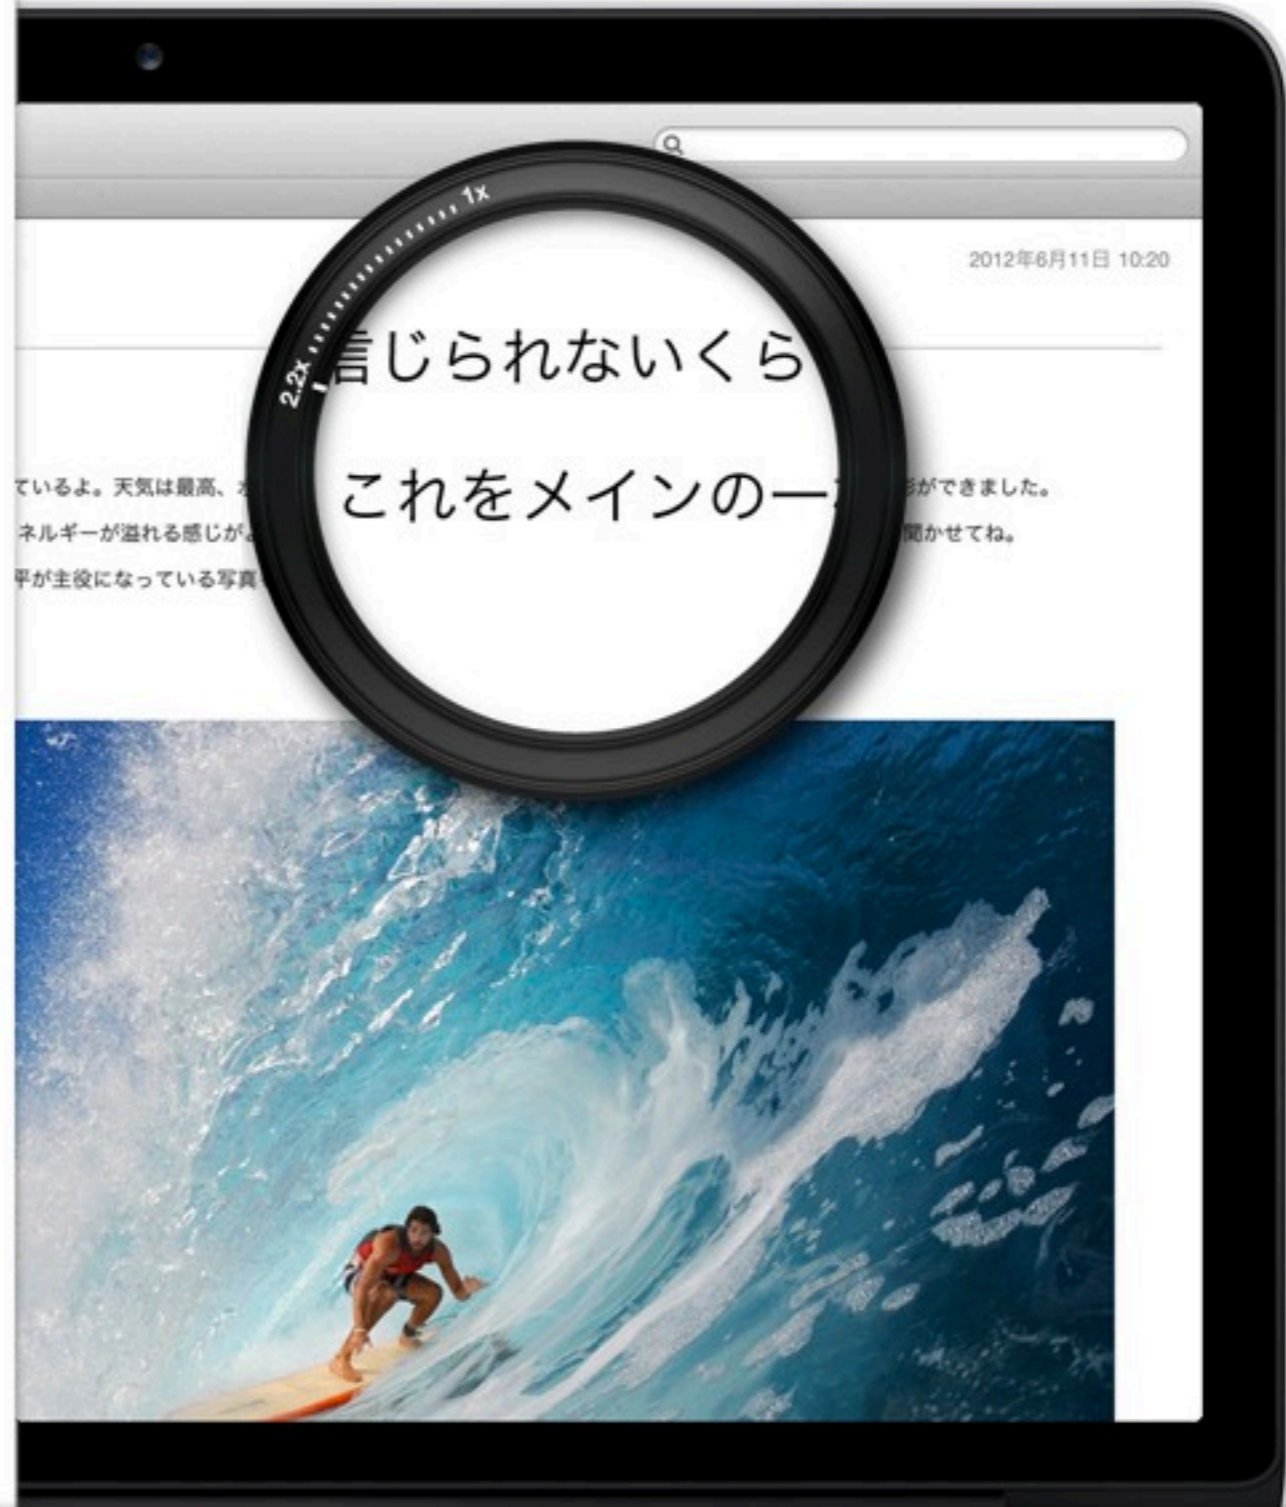 2012年6月11日 10:20
1x
2.2x
信じられないくら
これをメインの一
ているよ。天気は最高、
ができました。
ネルギーが溢れる感じが
聞かせてね。
平が主役になっている写真